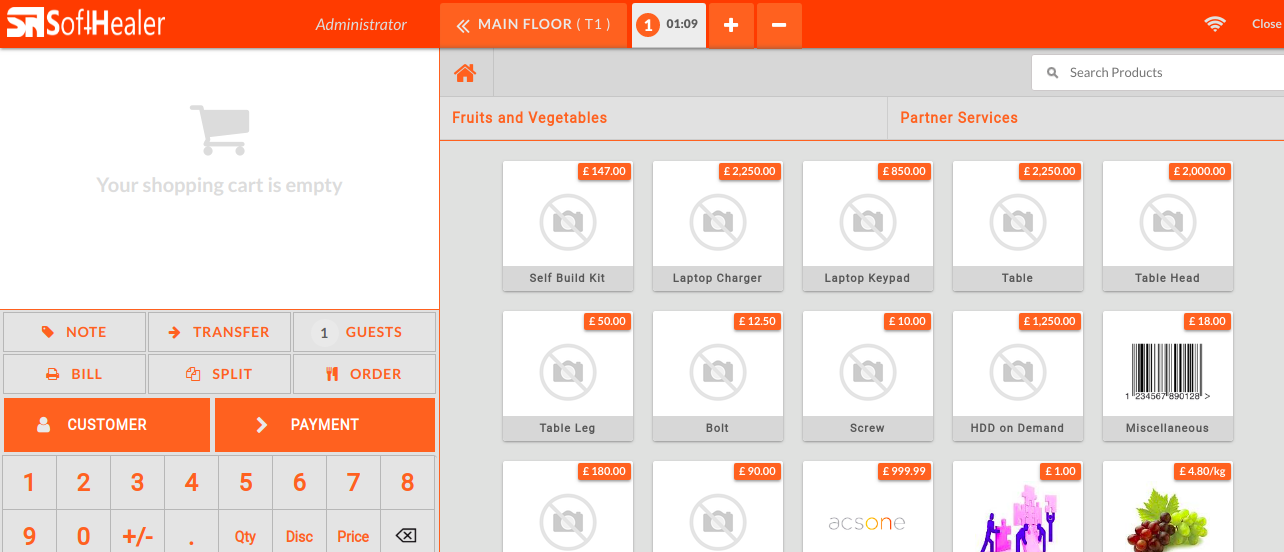 SoftHealer
Administrator
MAIN FLOOR ( T1 )
1 01:09
+
−
Close
Search Products
Fruits and Vegetables
Partner Services
Your shopping cart is empty
£ 147.00
£ 2,250.00
£ 850.00
£ 2,250.00
£ 2,000.00
Self Build Kit
Laptop Charger
Laptop Keypad
Table
Table Head
£ 50.00
£ 12.50
£ 10.00
£ 1,250.00
£ 18.00
1 234567 890128 >
Table Leg
Bolt
Screw
HDD on Demand
Miscellaneous
£ 180.00
£ 90.00
£ 999.99
£ 1.00
£ 4.80/kg
acsone
NOTE
TRANSFER
1 GUESTS
BILL
SPLIT
ORDER
CUSTOMER
PAYMENT
1 2 3 4 5 6 7 8
9 0 +/- . Qty Disc Price